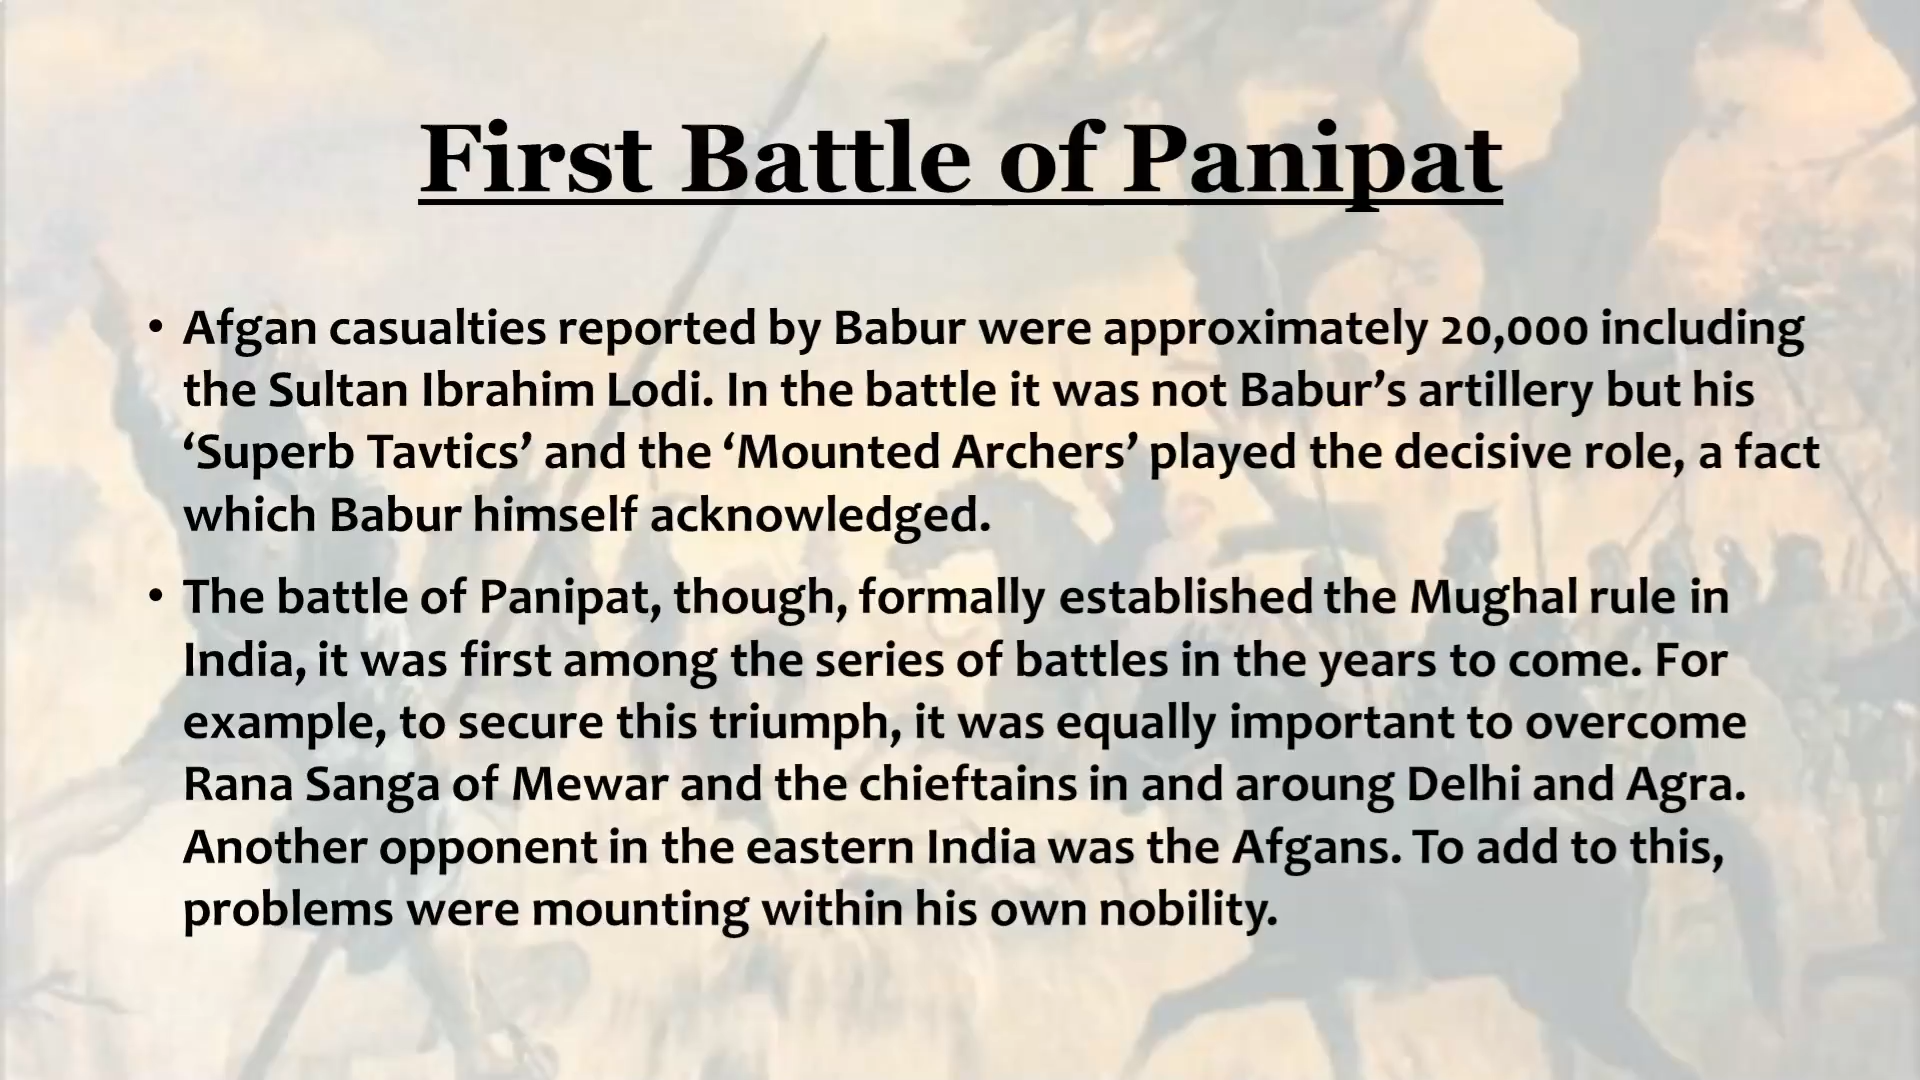 First Battle of Panipat
• Afgan casualties reported by Babur were approximately 20,000 including
the Sultan Ibrahim Lodi. In the battle it was not Babur’s artillery but his
‘Superb Tavtics’ and the ‘Mounted Archers’ played the decisive role, a fact
which Babur himself acknowledged.
• The battle of Panipat, though, formally established the Mughal rule in
India, it was first among the series of battles in the years to come. For
example, to secure this triumph, it was equally important to overcome
Rana Sanga of Mewar and the chieftains in and aroung Delhi and Agra.
Another opponent in the eastern India was the Afgans. To add to this,
problems were mounting within his own nobility.